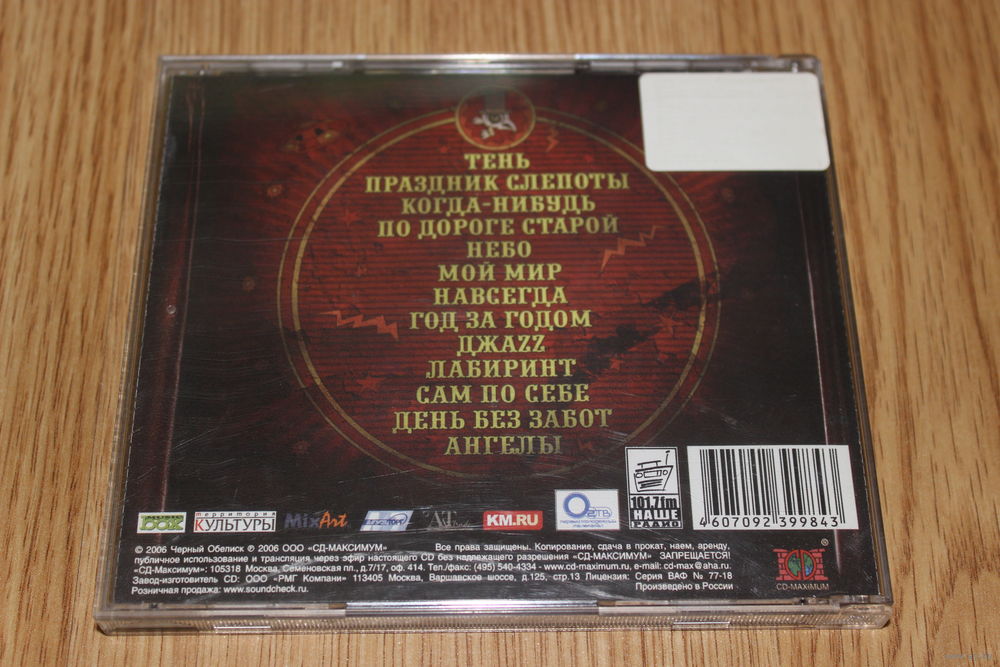 ТЕНЬ
ПРАЗДНИК СЛЕПОТЫ
КОГДА-НИБУДЬ
ПО ДОРОГЕ СТАРОЙ
НЕБО
МОЙ МИР
НАВСЕГДА
ГОД ЗА ГОДОМ
ДЖАZZ
ЛАБИРИНТ
САМ ПО СЕБЕ
ДЕНЬ БЕЗ ЗАБОТ
АНГЕЛЫ
box
территория
КУЛЬТУРЫ
MixArt
KM.RU
O2ТВ
101.7fm
НАШЕ
РАДИО
4 607092 399843
© 2006 Черный Обелиск ℗ 2006 ООО «СД-МАКСИМУМ» Все права защищены. Копирование, сдача в прокат, наем, аренду,
публичное использование и трансляция через эфир настоящего CD без надлежащего разрешения «СД-МАКСИМУМ» ЗАПРЕЩАЕТСЯ!
«СД-Максимум»: 105318 Москва, Семеновская пл., д.7/17, оф. 414. Тел./факс: (495) 540-4334 - www.cd-maximum.ru, e-mail: cd-max@aha.ru.
Завод-изготовитель CD: ООО «РМГ Компани» 113405 Москва, Варшавское шоссе, д.125, стр.13 Лицензия: Серия ВАФ № 77-18
Розничная продажа: www.soundcheck.ru. Произведено в России
®
CD-MAXIMUM